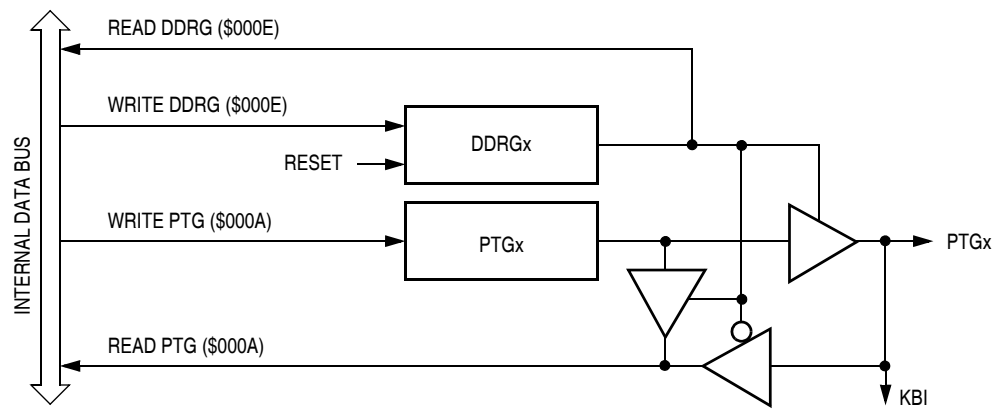 READ DDRG ($000E)
WRITE DDRG ($000E)
DDRGx
RESET
INTERNAL DATA BUS
WRITE PTG ($000A)
PTGx
PTGx
READ PTG ($000A)
KBI